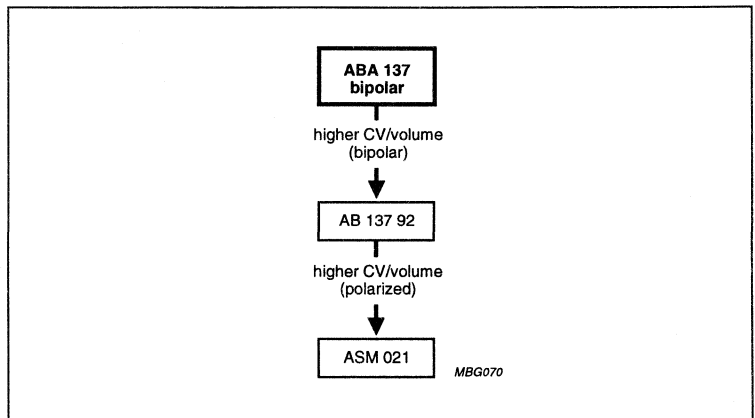 ABA 137
bipolar
higher CV/volume
(bipolar)
AB 137 92
higher CV/volume
(polarized)
ASM 021
MBG070